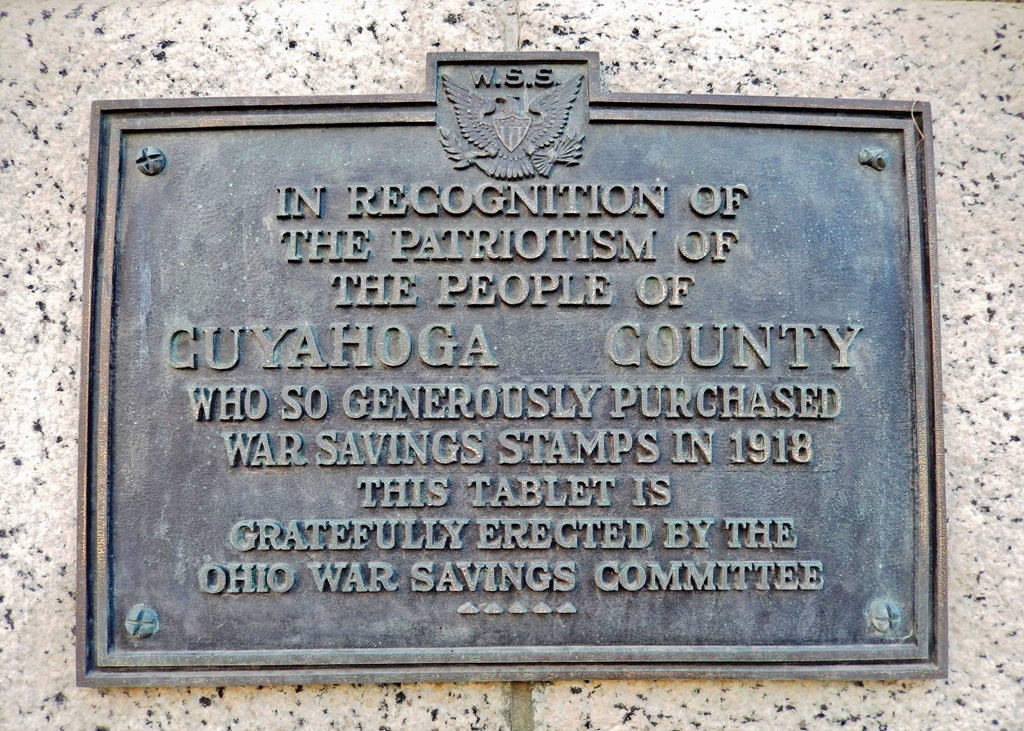 W.S.S.
IN RECOGNITION OF
THE PATRIOTISM OF
THE PEOPLE OF
CUYAHOGA COUNTY
WHO SO GENEROUSLY PURCHASED
WAR SAVINGS STAMPS IN 1918
THIS TABLET IS
GRATEFULLY ERECTED BY THE
OHIO WAR SAVINGS COMMITTEE